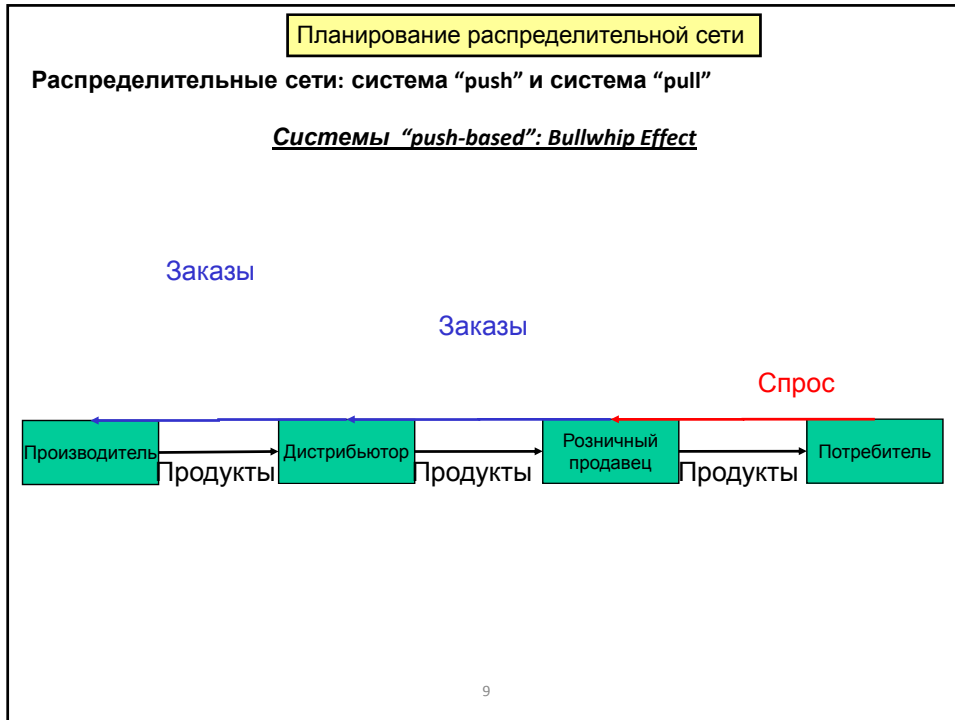 Планирование распределительной сети
Распределительные сети: система “push” и система “pull”
Системы “push-based”: Bullwhip Effect
Заказы
Заказы
Спрос
Производитель
Продукты
Дистрибьютор
Продукты
Розничный
продавец
Продукты
Потребитель
9